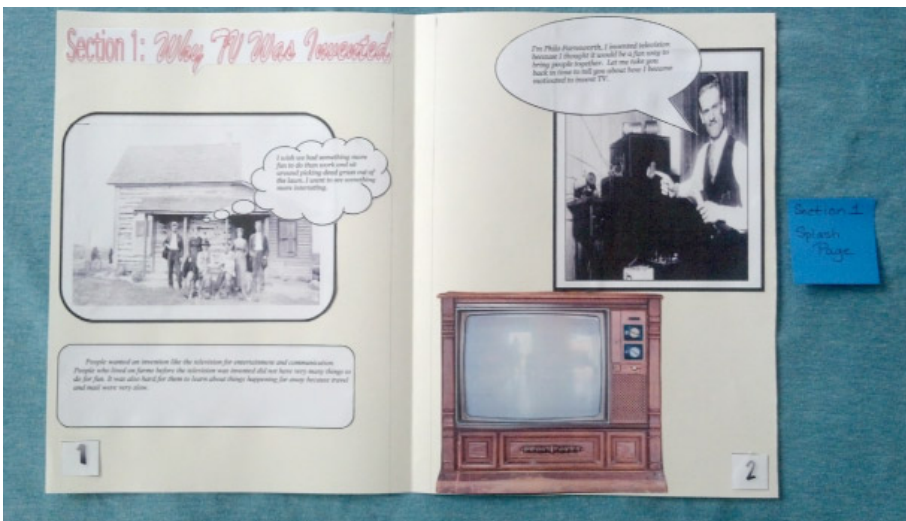 Section 1: Why TV Was Invented
I wish we had something more
fun to do than work and sit
around picking dead grass out of
the lawn. I want to see something
more interesting.
People wanted an invention like the television for entertainment and communication.
People who lived on farms before the television was invented did not have very many things to
do for fun. It was also hard for them to learn about things happening far away because travel
and mail were very slow.
1
I'm Philo Farnsworth, I invented television
because I thought it would be a fun way to
bring people together. Let me take you
back in time to tell you about how I became
motivated to invent TV.
2
Section 1
Splash
Page